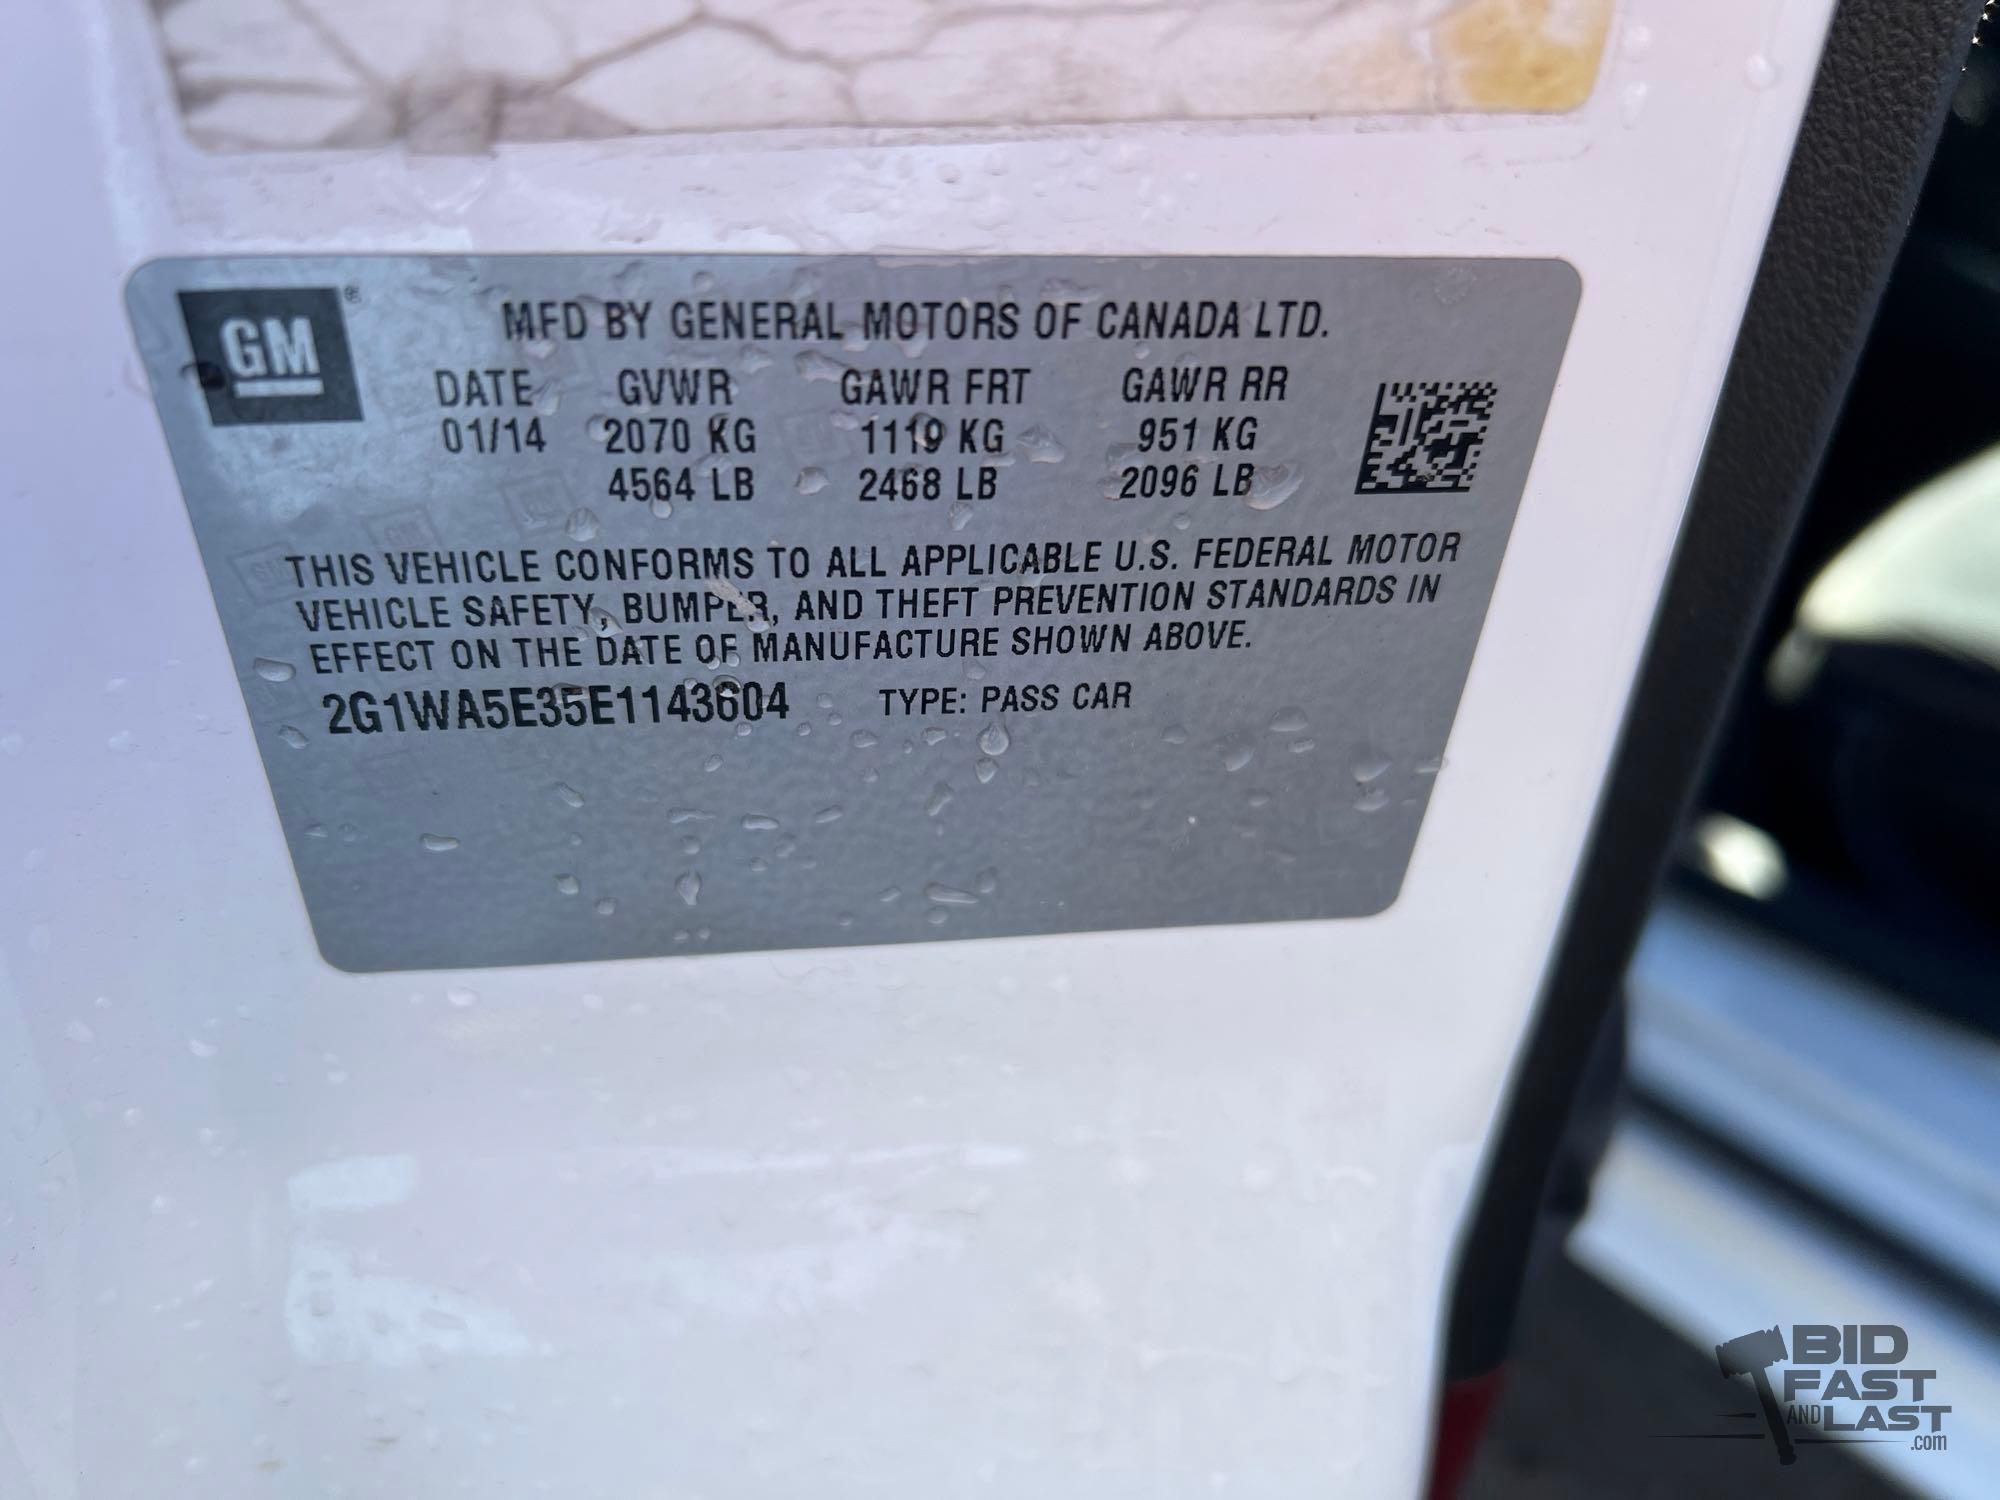 GM ®
MFD BY GENERAL MOTORS OF CANADA LTD.
DATE GVWR GAWR FRT GAWR RR
01/14 2070 KG 1119 KG 951 KG
4564 LB 2468 LB 2096 LB
THIS VEHICLE CONFORMS TO ALL APPLICABLE U.S. FEDERAL MOTOR
VEHICLE SAFETY, BUMPER, AND THEFT PREVENTION STANDARDS IN
EFFECT ON THE DATE OF MANUFACTURE SHOWN ABOVE.
2G1WA5E35E1143604 TYPE: PASS CAR
BID
FAST
AND LAST
.com